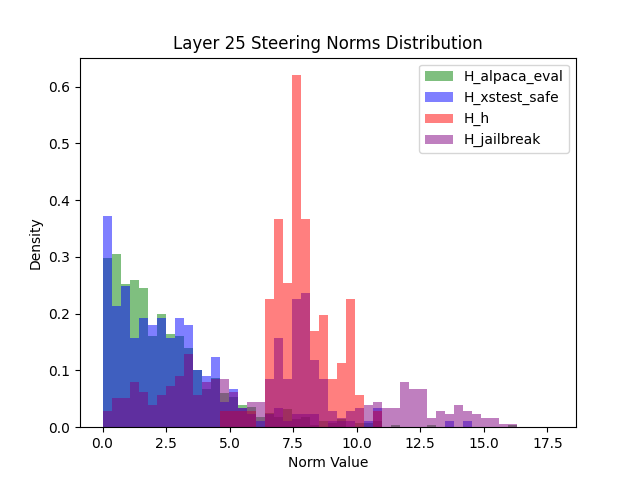 Layer 25 Steering Norms Distribution
H_alpaca_eval
H_xstest_safe
H_h
H_jailbreak
Density
0.6
0.5
0.4
0.3
0.2
0.1
0.0
0.0 2.5 5.0 7.5 10.0 12.5 15.0 17.5
Norm Value